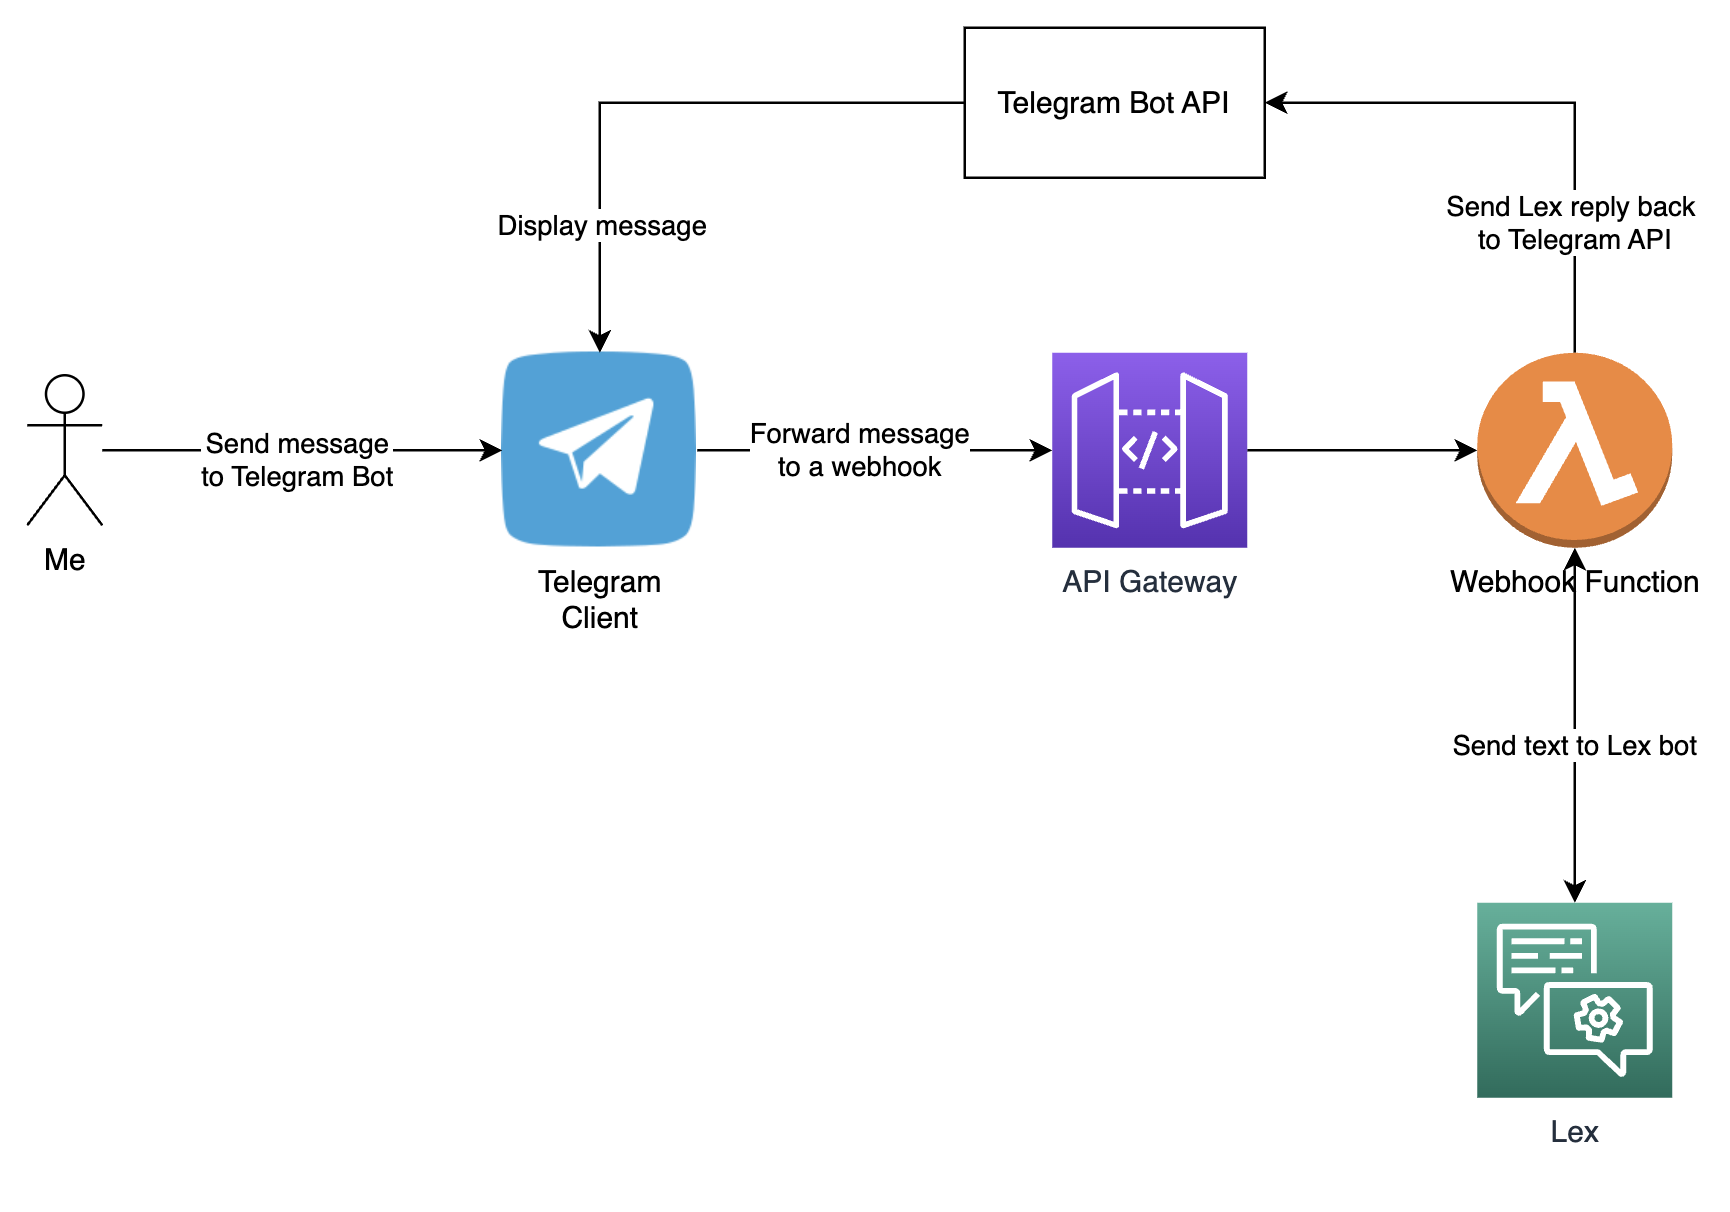 Telegram Bot API
Display message
Send Lex reply back
to Telegram API
Send message
to Telegram Bot
Forward message
to a webhook
</>
Me
Telegram
Client
API Gateway
Webhook Function
Send text to Lex bot
Lex